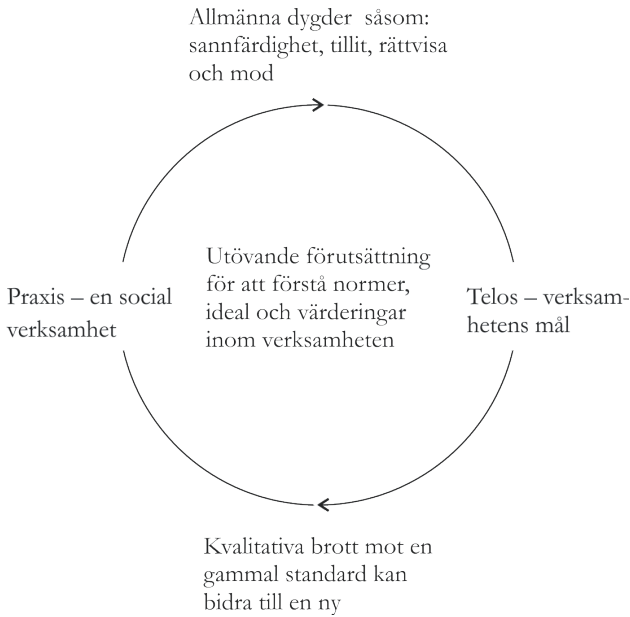 Allmänna dygder  såsom:
sannfärdighet, tillit, rättvisa
och mod
Utövande förutsättning
för att förstå normer,
ideal och värderingar
inom verksamheten
Praxis – en social
verksamhet
Telos – verksam-
hetens mål
Kvalitativa brott mot en
gammal standard kan
bidra till en ny